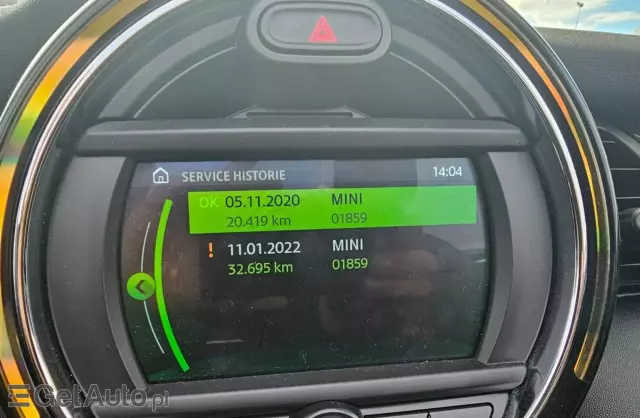 SERVICE HISTORIE 14:04
OK 05.11.2020 MINI
20.419 km 01859
! 11.01.2022 MINI
32.695 km 01859
GetAuto.pl